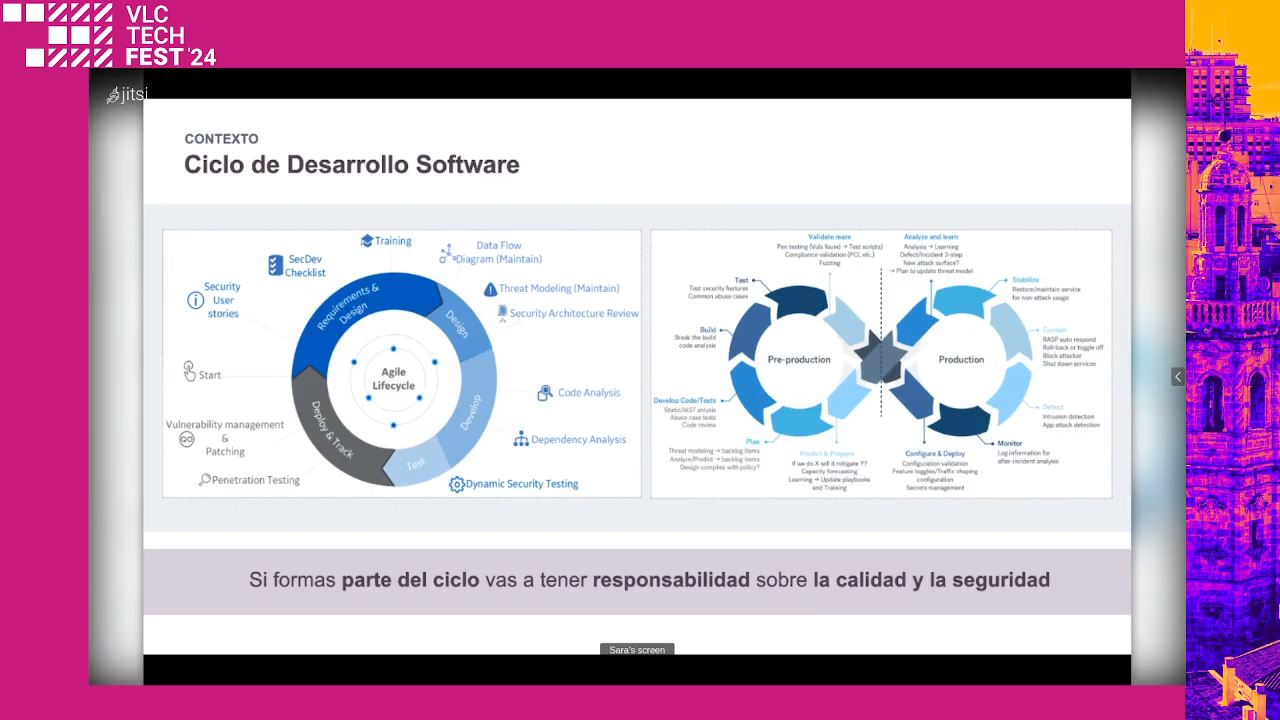 VLC
TECH
FEST '24
jitsi
CONTEXTO
Ciclo de Desarrollo Software
Training
SecDev
Checklist
Security
User
stories
Start
Vulnerability management
&
Patching
Penetration Testing
Data Flow
Diagram (Maintain)
Threat Modeling (Maintain)
Security Architecture Review
Code Analysis
Dependency Analysis
Dynamic Security Testing
Requirements &
Design
Design
Develop
Test
Deploy & Track
Agile
Lifecycle
Validate more
Pen testing (Vuls found → Test scripts)
Compliance validation (PCI, etc.)
Fuzzing
Analyze and learn
Analysis → Learning
Defect/Incident 3-step
New attack surface?
→ Plan to update threat model
Test
Test security features
Common abuse cases
Build
Break the build
code analysis
Develop Code/Tests
Static/IAST anlysis
Abuse case tests
Code review
Plan
Threat modeling → backlog items
Analyze/Predict → backlog items
Design complies with policy?
Predict & Prepare
If we do X will it mitigate Y?
Capacity forecasting
Learning → Update playbooks
and Training
Pre-production
Production
Stabilize
Restore/maintain service
for non-attack usage
Contain
RASP auto respond
Roll-back or toggle off
Block attacker
Shut down services
Detect
Intrusion detection
App attack detection
Monitor
Log information for
after incident analysis
Configure & Deploy
Configuration validation
Feature toggles/Traffic shaping
configuration
Secrets management
Si formas parte del ciclo vas a tener responsabilidad sobre la calidad y la seguridad
Sara's screen